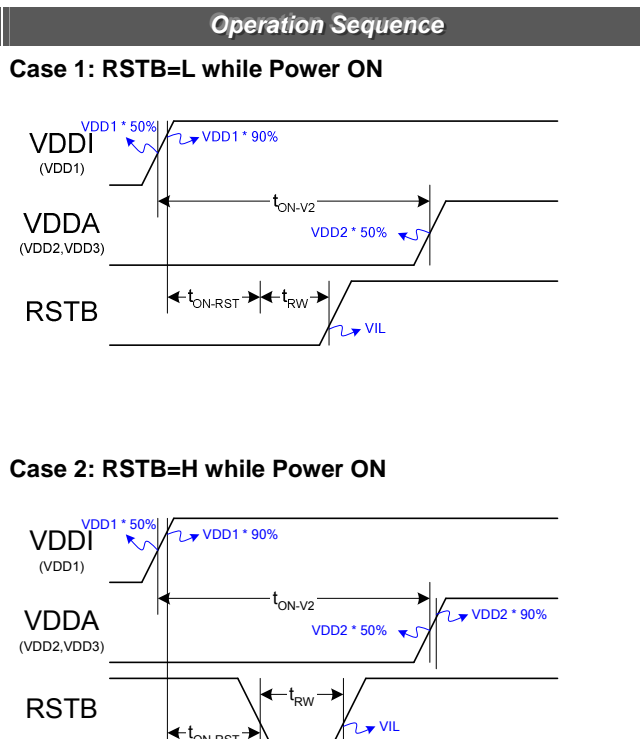 Operation Sequence
Case 1: RSTB=L while Power ON
VDD1 * 50%
VDD1 * 90%
VDDI
(VDD1)
tON-V2
VDDA
(VDD2,VDD3)
VDD2 * 50%
tON-RST
tRW
RSTB
VIL
Case 2: RSTB=H while Power ON
VDD1 * 50%
VDD1 * 90%
VDDI
(VDD1)
tON-V2
VDD2 * 90%
VDDA
(VDD2,VDD3)
VDD2 * 50%
tRW
RSTB
VIL
tON-RST